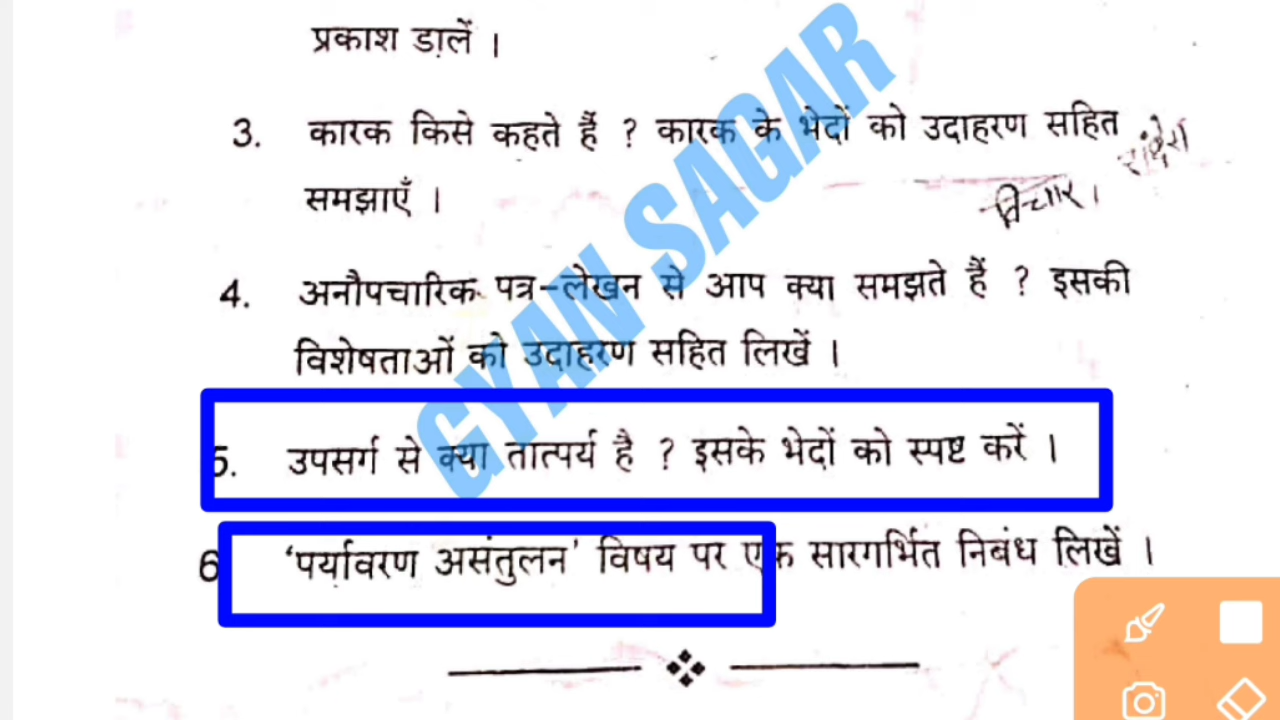 प्रकाश डालें ।
3. कारक किसे कहते हैं ? कारक के भेदों को उदाहरण सहित
समझाएँ ।
विचार ।
4. अनौपचारिक पत्र-लेखन से आप क्या समझते हैं ? इसकी
विशेषताओं को उदाहरण सहित लिखें ।
5. उपसर्ग से क्या तात्पर्य है ? इसके भेदों को स्पष्ट करें ।
6 'पर्यावरण असंतुलन' विषय पर एक सारगर्भित निबंध लिखें ।
GYAN SAGAR